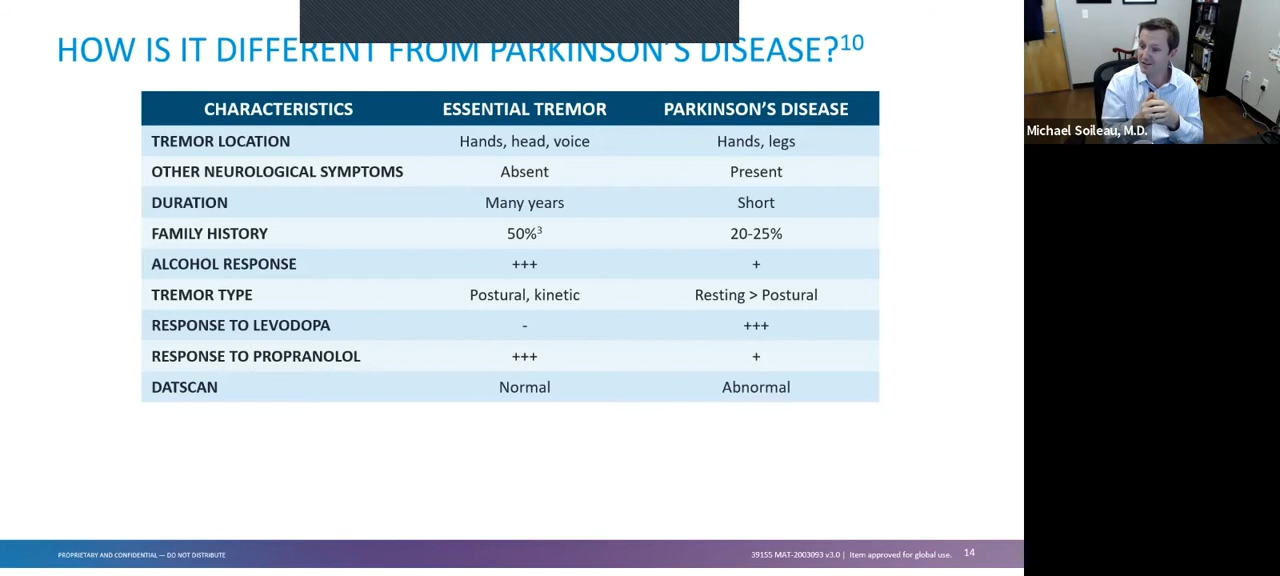 HOW IS IT DIFFERENT FROM PARKINSON'S DISEASE?10
CHARACTERISTICS ESSENTIAL TREMOR PARKINSON'S DISEASE
TREMOR LOCATION Hands, head, voice Hands, legs
OTHER NEUROLOGICAL SYMPTOMS Absent Present
DURATION Many years Short
FAMILY HISTORY 50%3 20-25%
ALCOHOL RESPONSE +++ +
TREMOR TYPE Postural, kinetic Resting > Postural
RESPONSE TO LEVODOPA - +++
RESPONSE TO PROPRANOLOL +++ +
DATSCAN Normal Abnormal
PROPRIETARY AND CONFIDENTIAL — DO NOT DISTRIBUTE 39155 MAT-2003093 v3.0 | Item approved for global use. 14
Michael Soileau, M.D.